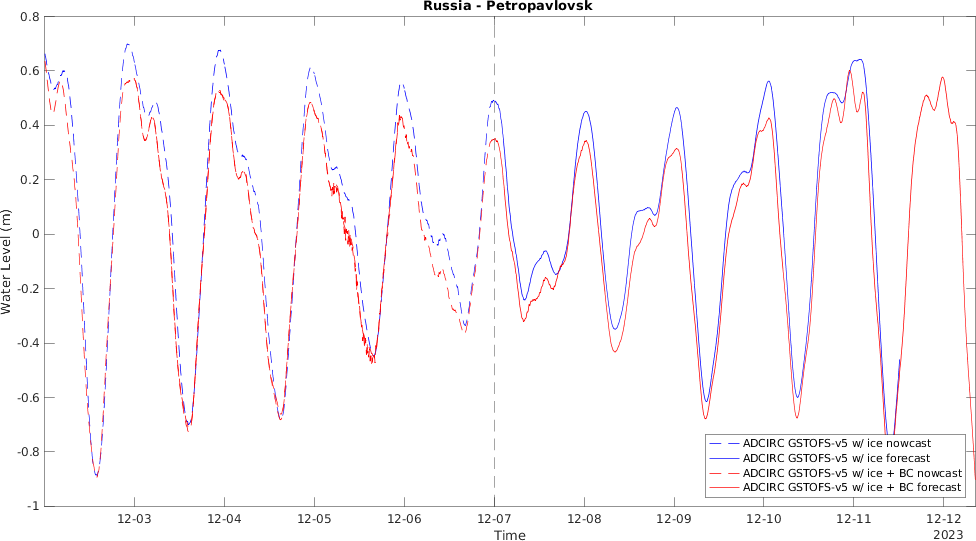 Russia - Petropavlovsk
0.8
0.6
0.4
0.2
0
-0.2
-0.4
-0.6
-0.8
-1
Water Level (m)
ADCIRC GSTOFS-v5 w/ ice nowcast
ADCIRC GSTOFS-v5 w/ ice forecast
ADCIRC GSTOFS-v5 w/ ice + BC nowcast
ADCIRC GSTOFS-v5 w/ ice + BC forecast
12-03 12-04 12-05 12-06 12-07 12-08 12-09 12-10 12-11 12-12
Time 2023